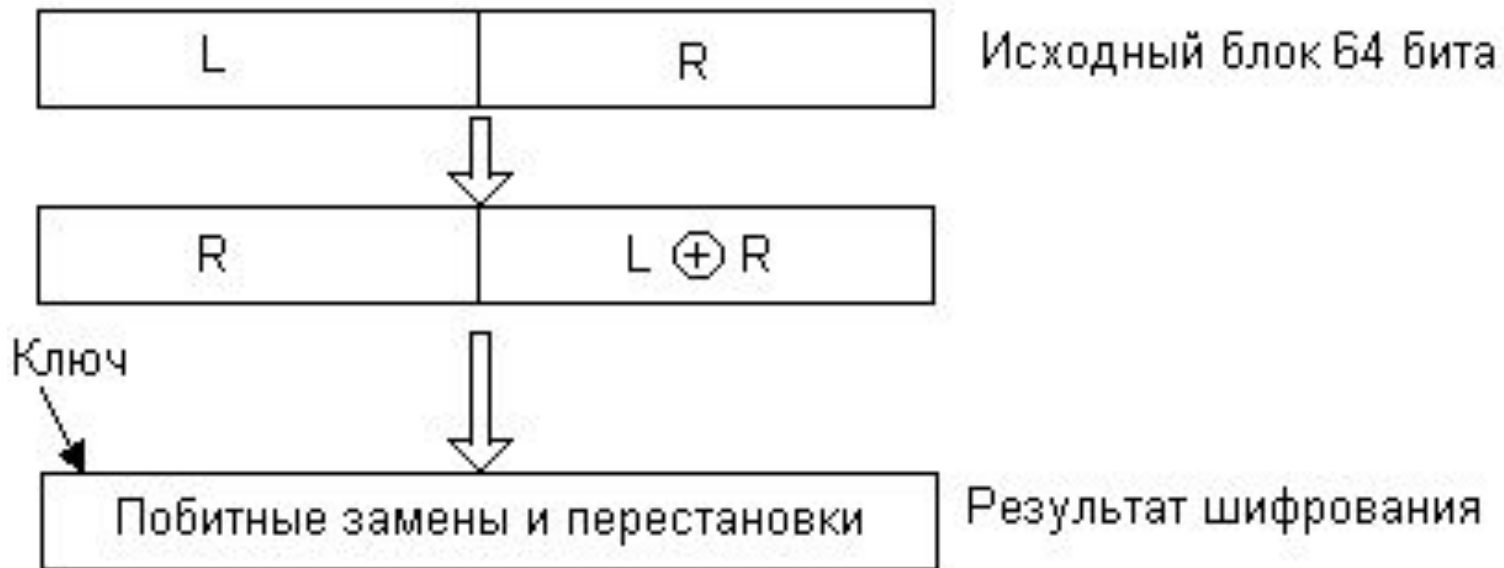 L R Исходный блок 64 бита
R L ⊕ R
Ключ
Побитные замены и перестановки Результат шифрования